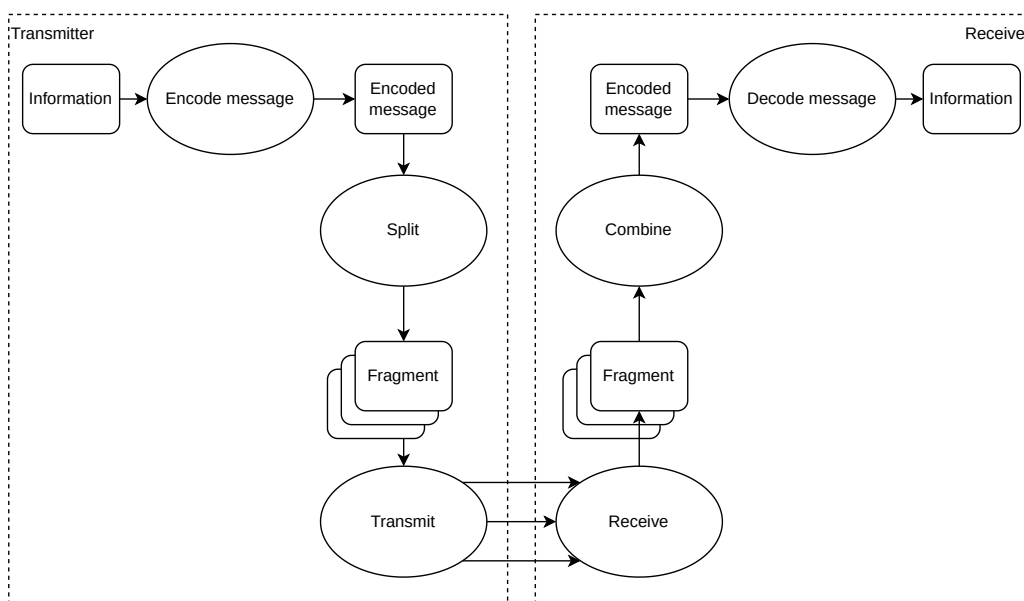 Transmitter
Information
Encode message
Encoded
message
Split
Fragment
Transmit
Receive
Encoded
message
Decode message
Information
Combine
Fragment
Receive